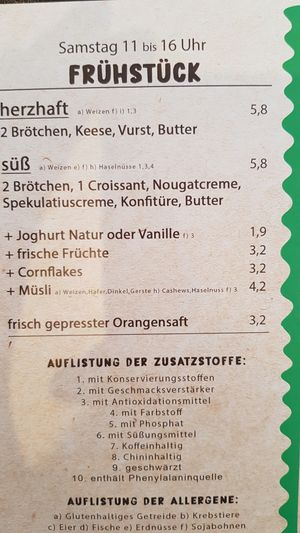 Samstag 11 bis 16 Uhr
FRÜHSTÜCK
herzhaft a) Weizen f) i) 1,3 5,8
2 Brötchen, Keese, Vurst, Butter
süß a) Weizen e) f) h) Haselnüsse 1,3,4 5,8
2 Brötchen, 1 Croissant, Nougatcreme,
Spekulatiuscreme, Konfitüre, Butter
+ Joghurt Natur oder Vanille f) 3 1,9
+ frische Früchte 3,2
+ Cornflakes 3,2
+ Müsli a) Weizen, Hafer, Dinkel, Gerste h) Cashews, Haselnuss f) 3 4,2
frisch gepresster Orangensaft 3,2
AUFLISTUNG DER ZUSATZSTOFFE:
1. mit Konservierungsstoffen
2. mit Geschmacksverstärker
3. mit Antioxidationsmittel
4. mit Farbstoff
5. mit Phosphat
6. mit Süßungsmittel
7. Koffeinhaltig
8. Chininhaltig
9. geschwärzt
10. enthält Phenylalaninquelle
AUFLISTUNG DER ALLERGENE:
a) Glutenhaltiges Getreide b) Krebstiere
c) Eier d) Fische e) Erdnüsse f) Sojabohnen